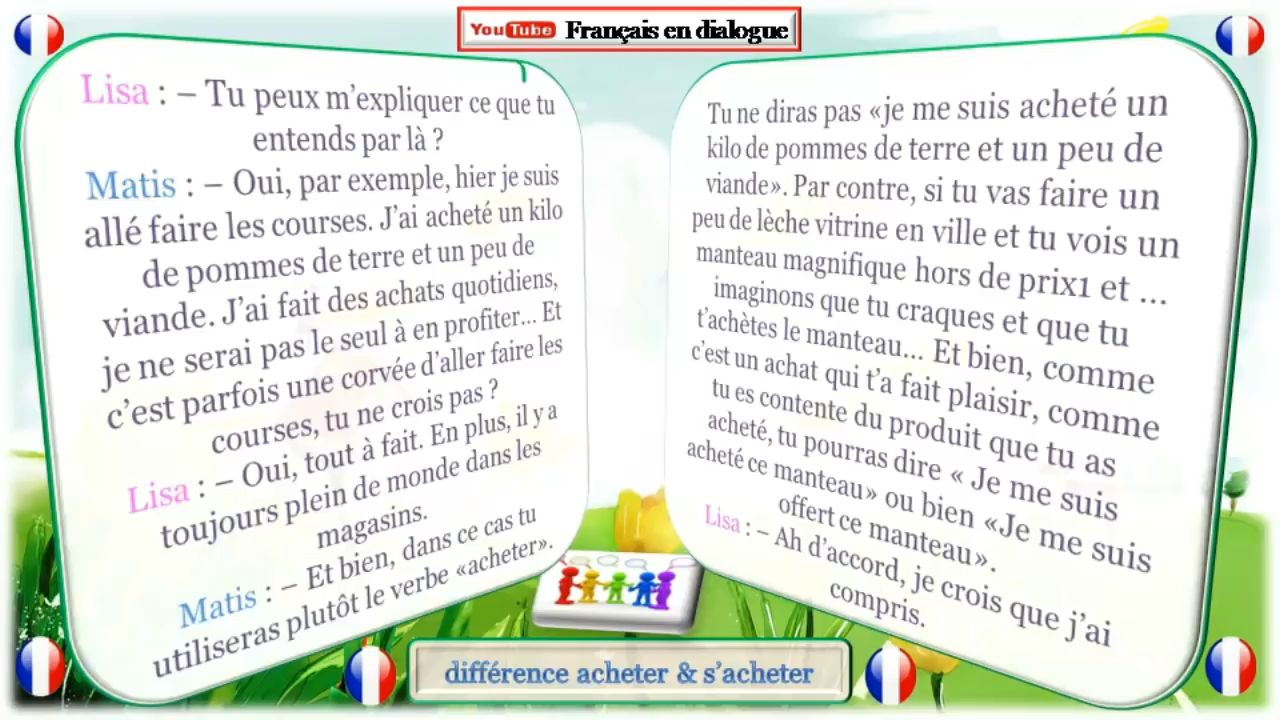 YouTube Français en dialogue
Lisa : – Tu peux m’expliquer ce que tu
entends par là ?
Matis : – Oui, par exemple, hier je suis
allé faire les courses. J’ai acheté un kilo
de pommes de terre et un peu de
viande. J’ai fait des achats quotidiens,
je ne serai pas le seul à en profiter... Et
c’est parfois une corvée d’aller faire les
courses, tu ne crois pas ?
Lisa : – Oui, tout à fait. En plus, il y a
toujours plein de monde dans les
magasins.
Matis : – Et bien, dans ce cas tu
utiliseras plutôt le verbe «acheter».
Tu ne diras pas «je me suis acheté un
kilo de pommes de terre et un peu de
viande». Par contre, si tu vas faire un
peu de lèche vitrine en ville et tu vois un
manteau magnifique hors de prix1 et ...
imaginons que tu craques et que tu
t’achètes le manteau... Et bien, comme
c’est un achat qui t’a fait plaisir, comme
tu es contente du produit que tu as
acheté, tu pourras dire « Je me suis
acheté ce manteau» ou bien «Je me suis
offert ce manteau».
Lisa : – Ah d’accord, je crois que j’ai
compris.
différence acheter & s’acheter